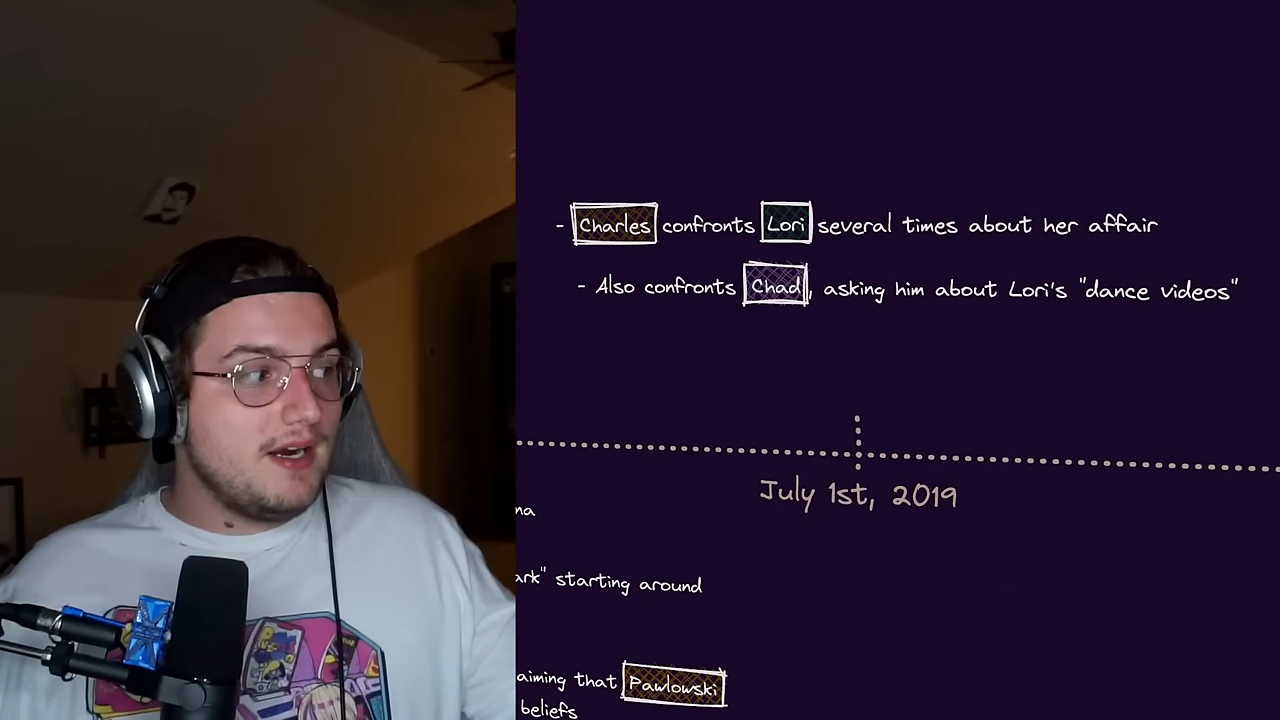 - Charles confronts Lori several times about her affair
- Also confronts Chad, asking him about Lori's "dance videos"
July 1st, 2019
na
ark" starting around
aiming that Pawlowski
beliefs